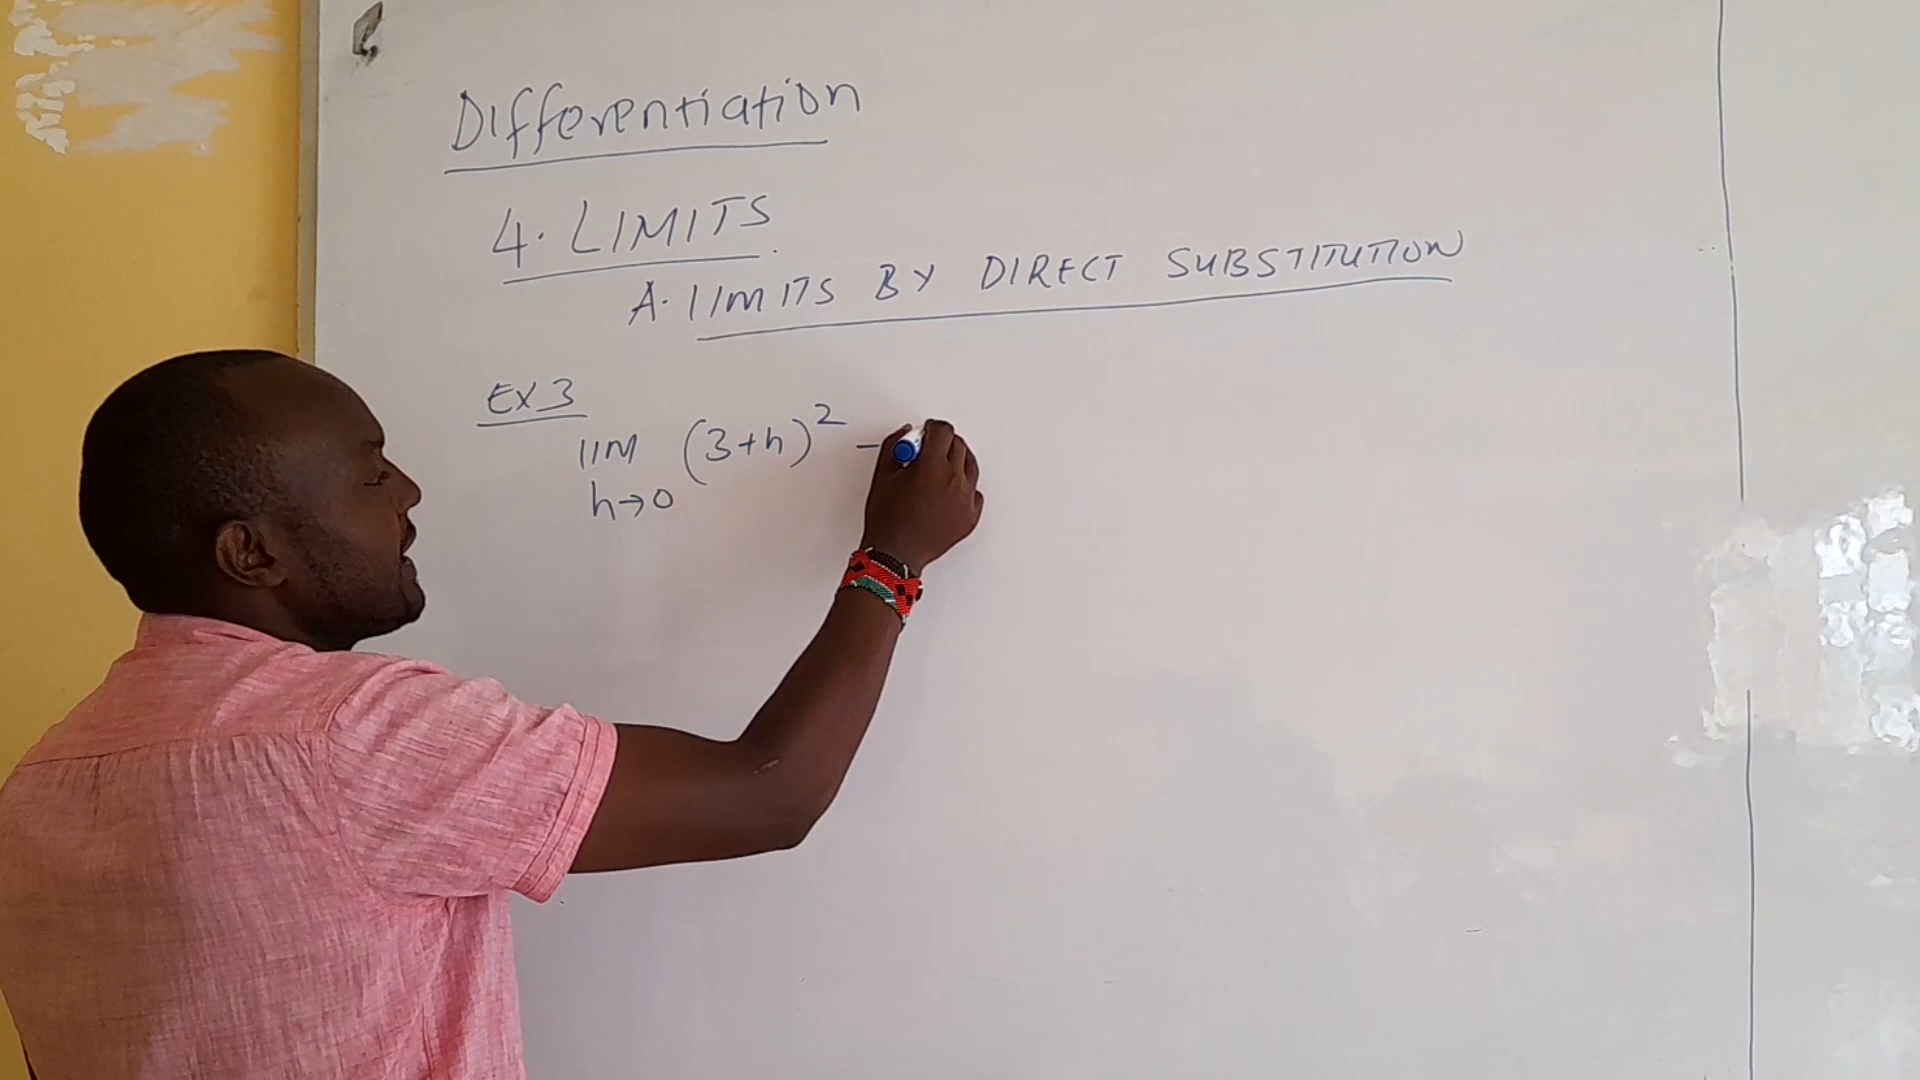 Differentiation
4. LIMITS
A. LIMITS BY DIRECT SUBSTITUTION
EX 3
lim (3+h)² -
h→0